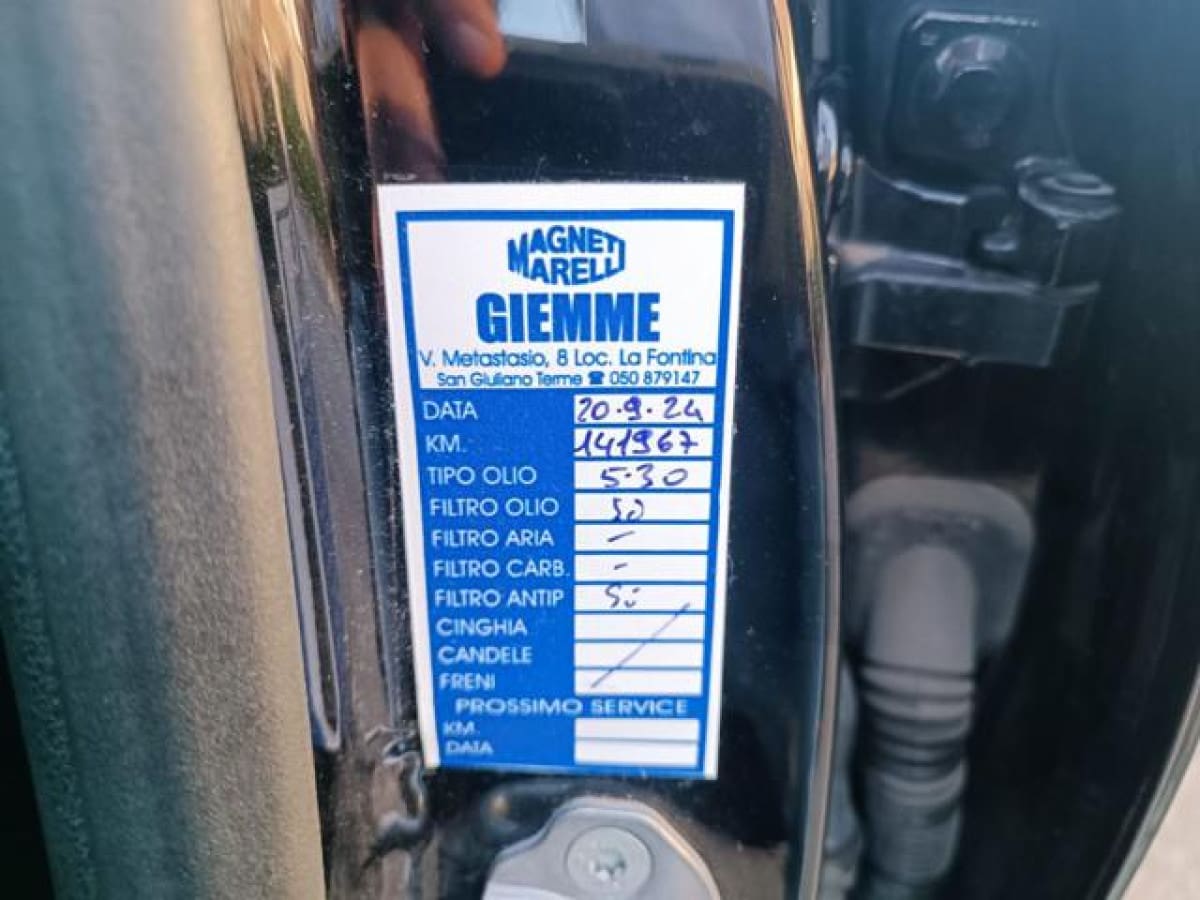 MAGNETI
MARELLI
GIEMME
V. Metastasio, 8 Loc. La Fontina
San Giuliano Terme ☎ 050 879147
DATA 20.9.24
KM. 141967
TIPO OLIO 5.30
FILTRO OLIO Sì
FILTRO ARIA -
FILTRO CARB. -
FILTRO ANTIP Sì
CINGHIA
CANDELE
FRENI
PROSSIMO SERVICE
KM.
DATA